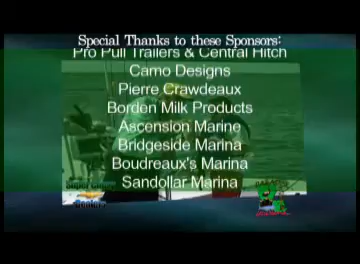 Special Thanks to these Sponsors:
Pro Pull Trailers & Central Hitch
Camo Designs
Pierre Crawdeaux
Borden Milk Products
Ascension Marine
Bridgeside Marina
Boudreaux's Marina
Sandollar Marina
Dealers